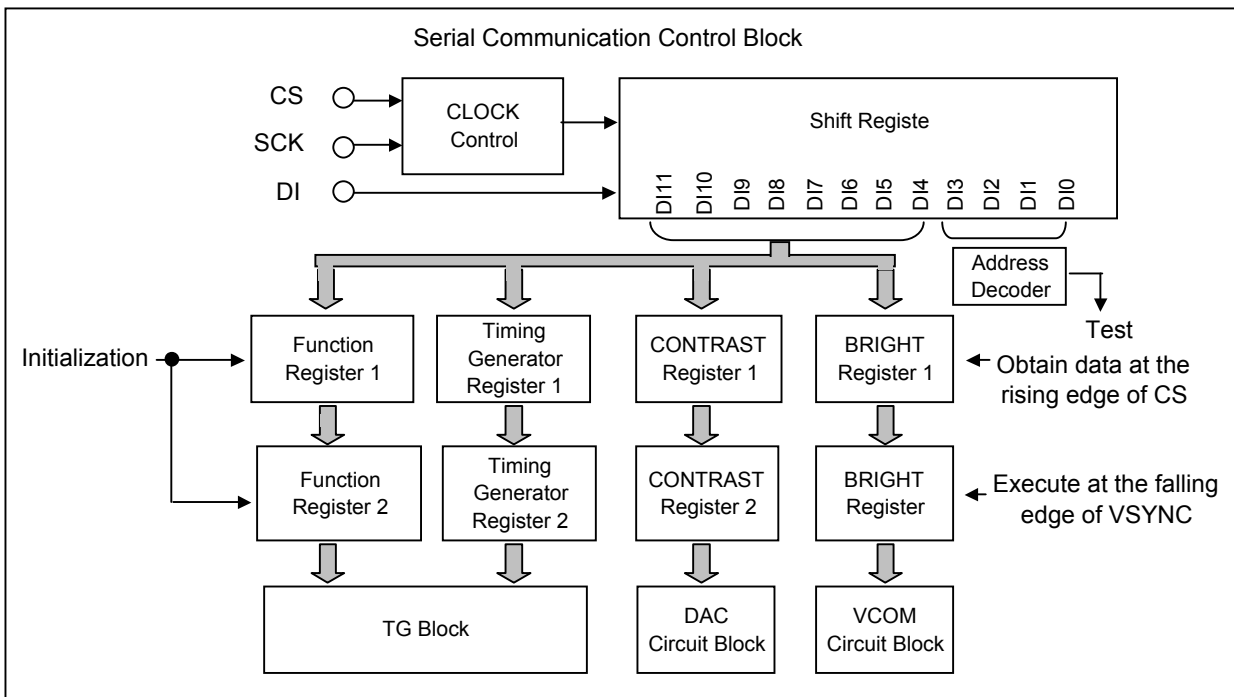 Serial Communication Control Block
CS
SCK
DI
CLOCK
Control
Shift Registe
DI11
DI10
DI9
DI8
DI7
DI6
DI5
DI4
DI3
DI2
DI1
DI0
Address
Decoder
Test
Initialization
Function
Register 1
Timing
Generator
Register 1
CONTRAST
Register 1
BRIGHT
Register 1
Obtain data at the
rising edge of CS
Function
Register 2
Timing
Generator
Register 2
CONTRAST
Register 2
BRIGHT
Register
Execute at the falling
edge of VSYNC
TG Block
DAC
Circuit Block
VCOM
Circuit Block